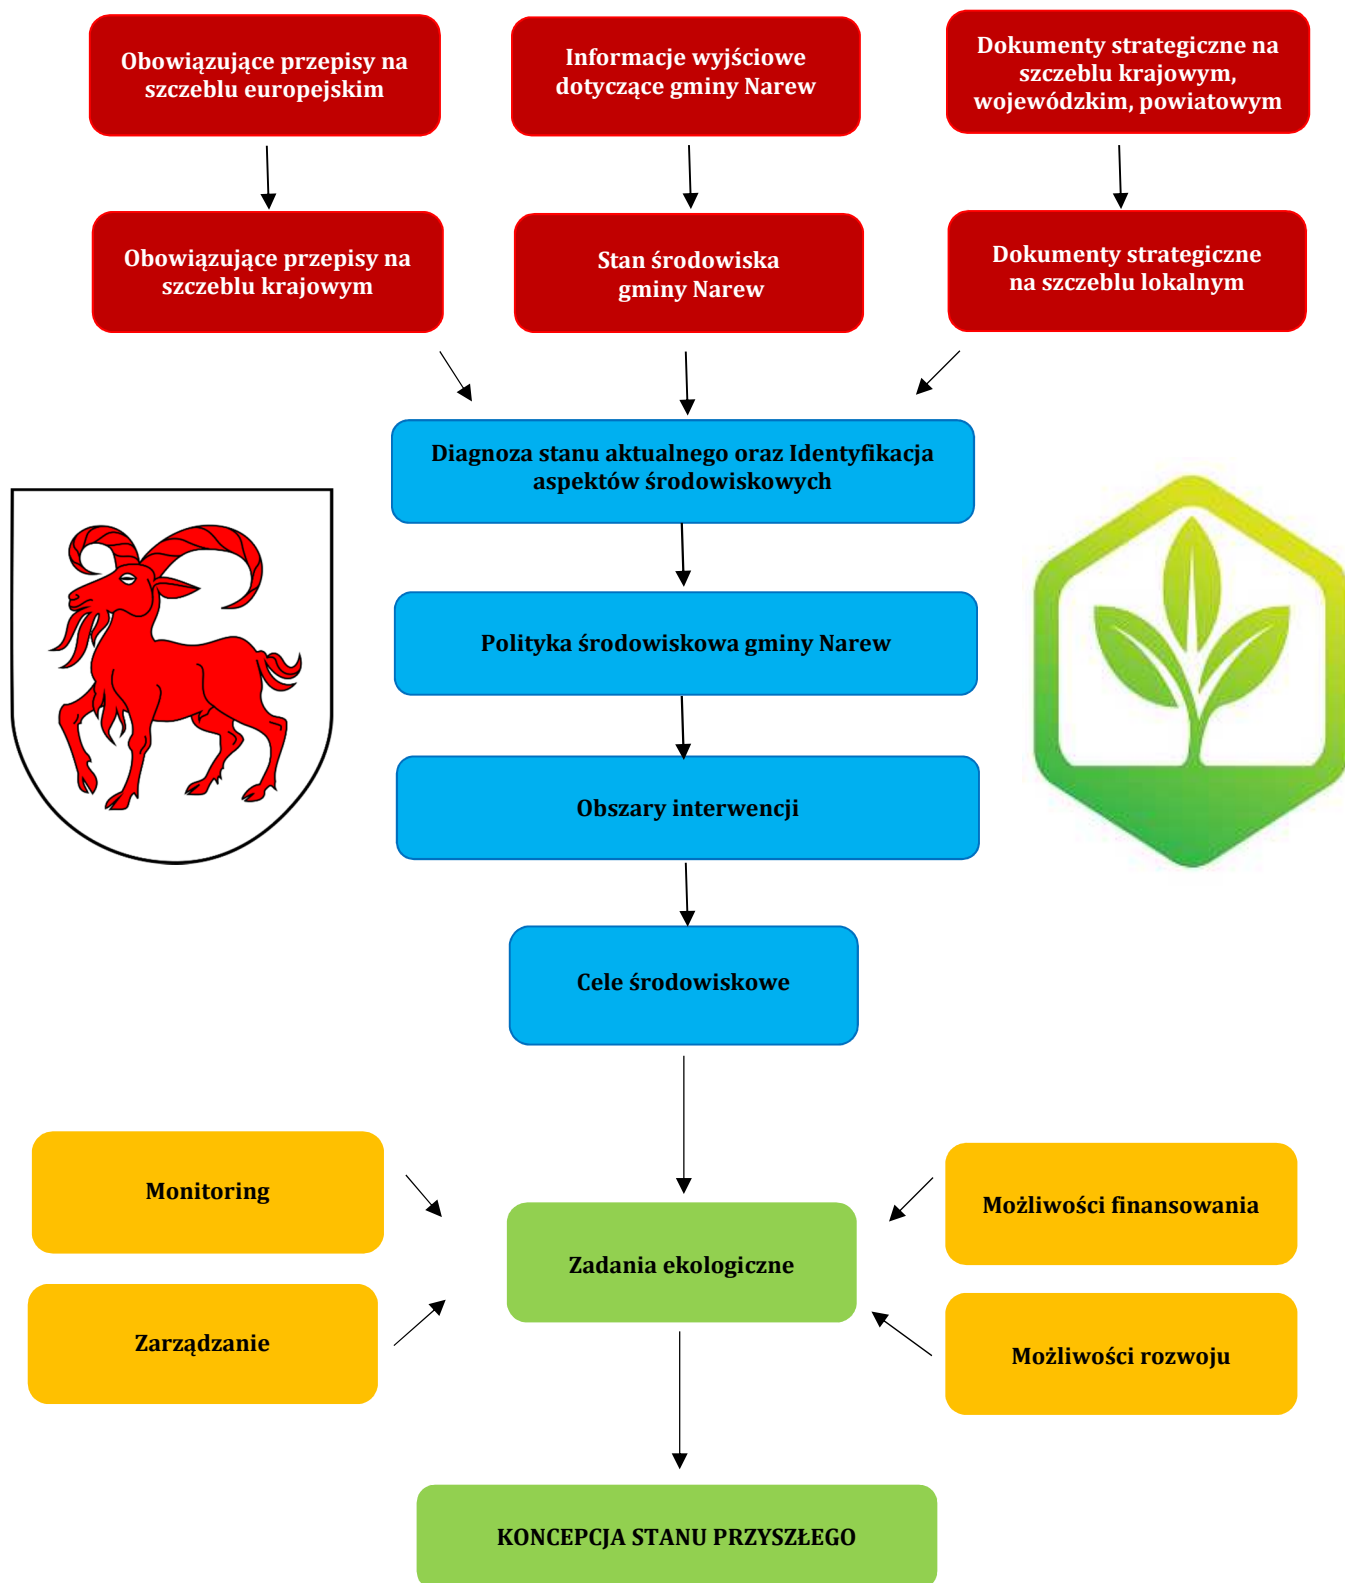 Obowiązujące przepisy na
szczeblu europejskim
Informacje wyjściowe
dotyczące gminy Narew
Dokumenty strategiczne na
szczeblu krajowym,
wojewódzkim, powiatowym
Obowiązujące przepisy na
szczeblu krajowym
Stan środowiska
gminy Narew
Dokumenty strategiczne
na szczeblu lokalnym
Diagnoza stanu aktualnego oraz Identyfikacja
aspektów środowiskowych
Polityka środowiskowa gminy Narew
Obszary interwencji
Cele środowiskowe
Monitoring
Możliwości finansowania
Zadania ekologiczne
Zarządzanie
Możliwości rozwoju
KONCEPCJA STANU PRZYSZŁEGO